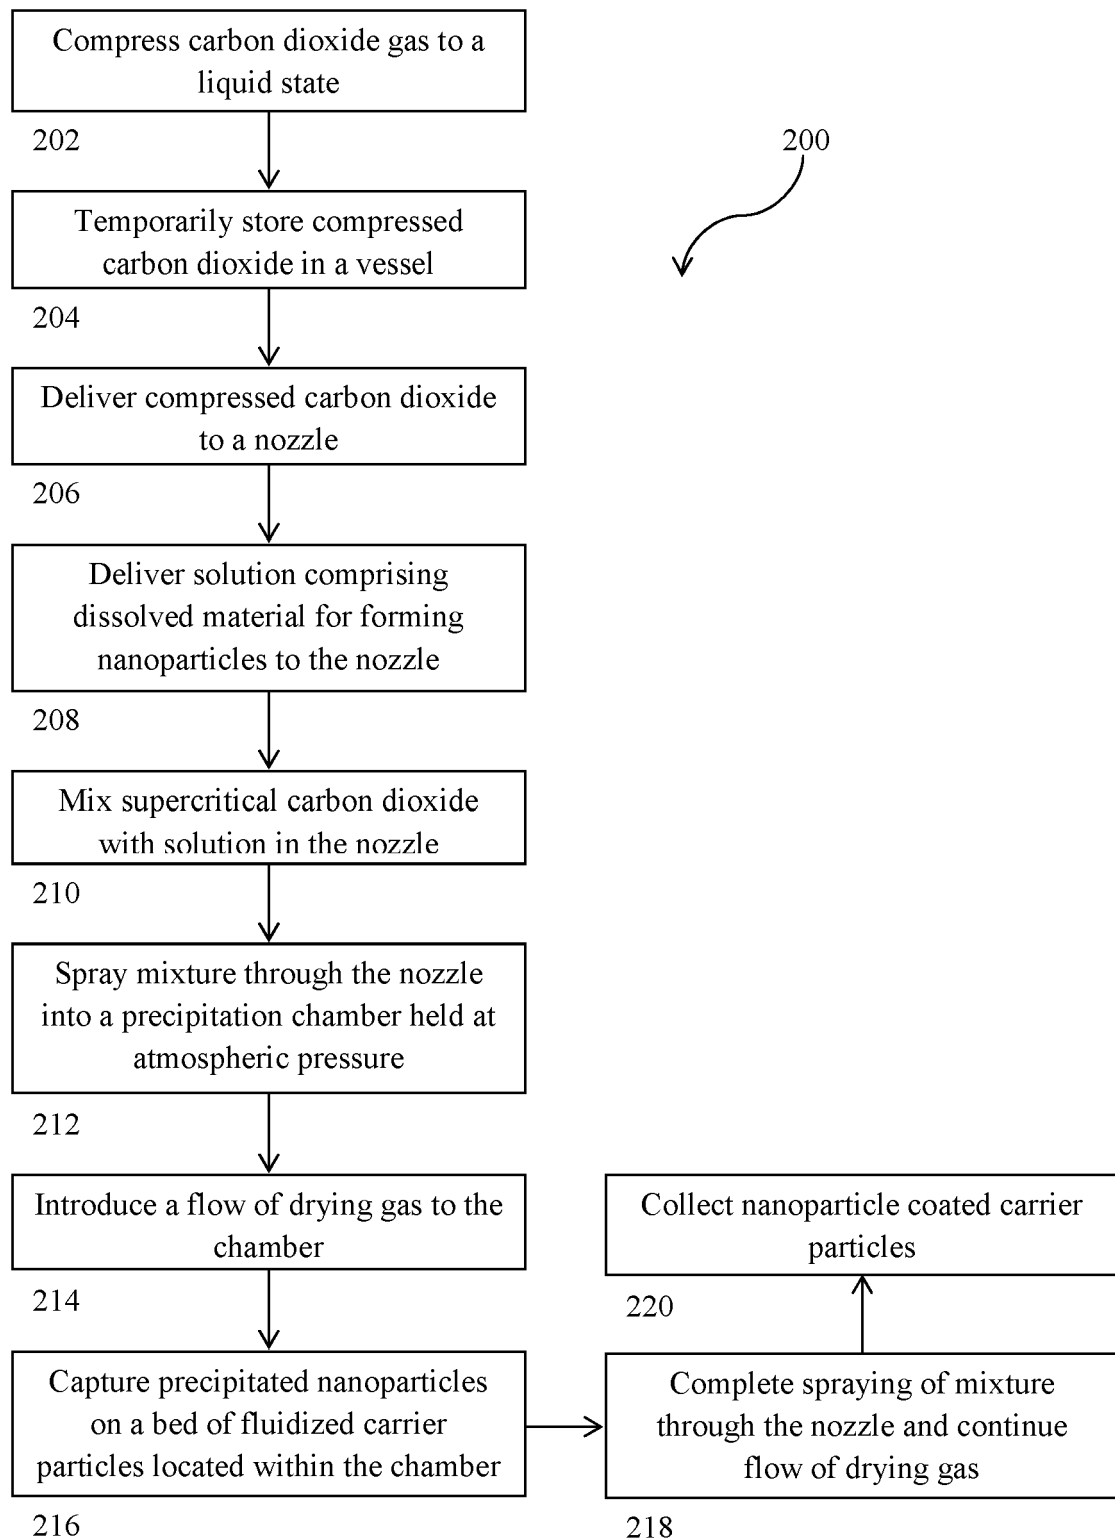 Compress carbon dioxide gas to a
liquid state
202
200
Temporarily store compressed
carbon dioxide in a vessel
204
Deliver compressed carbon dioxide
to a nozzle
206
Deliver solution comprising
dissolved material for forming
nanoparticles to the nozzle
208
Mix supercritical carbon dioxide
with solution in the nozzle
210
Spray mixture through the nozzle
into a precipitation chamber held at
atmospheric pressure
212
Introduce a flow of drying gas to the
chamber
214
Capture precipitated nanoparticles
on a bed of fluidized carrier
particles located within the chamber
216
Complete spraying of mixture
through the nozzle and continue
flow of drying gas
218
Collect nanoparticle coated carrier
particles
220